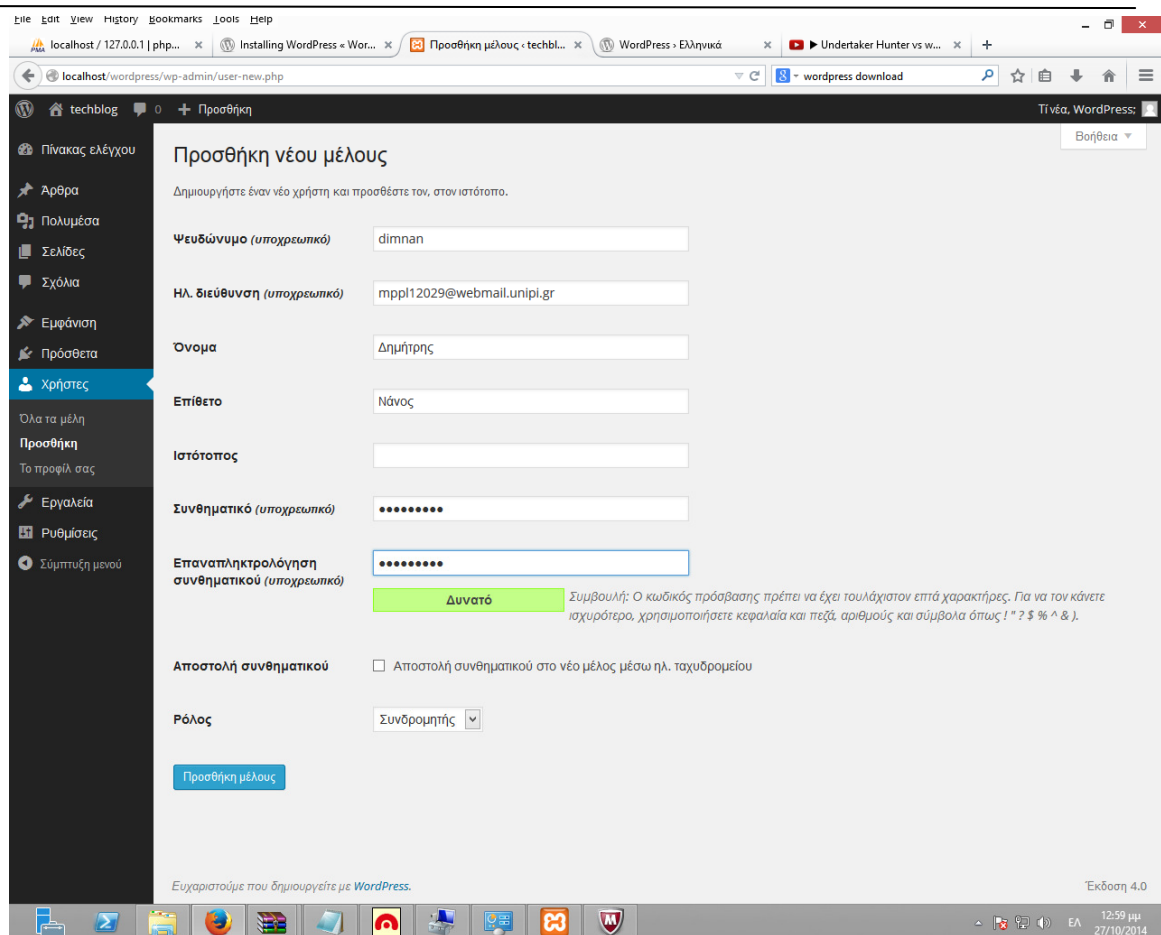 File Edit View History Bookmarks Tools Help
localhost / 127.0.0.1 | php... Installing WordPress « Wor... Προσθήκη μέλους ‹ techbl... WordPress › Ελληνικά ▶ Undertaker Hunter vs w...
localhost/wordpress/wp-admin/user-new.php wordpress download
techblog 0 + Προσθήκη Τί νέα, WordPress;
Βοήθεια
Πίνακας ελέγχου
Άρθρα
Πολυμέσα
Σελίδες
Σχόλια
Εμφάνιση
Πρόσθετα
Χρήστες
Όλα τα μέλη
Προσθήκη
Το προφίλ σας
Εργαλεία
Ρυθμίσεις
Σύμπτυξη μενού
Προσθήκη νέου μέλους
Δημιουργήστε έναν νέο χρήστη και προσθέστε τον, στον ιστότοπο.
Ψευδώνυμο (υποχρεωτικό) dimnan
Ηλ. διεύθυνση (υποχρεωτικό) mppl12029@webmail.unipi.gr
Όνομα Δημήτρης
Επίθετο Νάνος
Ιστότοπος
Συνθηματικό (υποχρεωτικό) •••••••••
Επαναπληκτρολόγηση
συνθηματικού (υποχρεωτικό) •••••••••
Δυνατό
Συμβουλή: Ο κωδικός πρόσβασης πρέπει να έχει τουλάχιστον επτά χαρακτήρες. Για να τον κάνετε
ισχυρότερο, χρησιμοποιήσετε κεφαλαία και πεζά, αριθμούς και σύμβολα όπως ! " ? $ % ^ & ).
Αποστολή συνθηματικού Αποστολή συνθηματικού στο νέο μέλος μέσω ηλ. ταχυδρομείου
Ρόλος Συνδρομητής
Προσθήκη μέλους
Ευχαριστούμε που δημιουργείτε με WordPress. Έκδοση 4.0
ΕΛ 12:59 μμ
27/10/2014